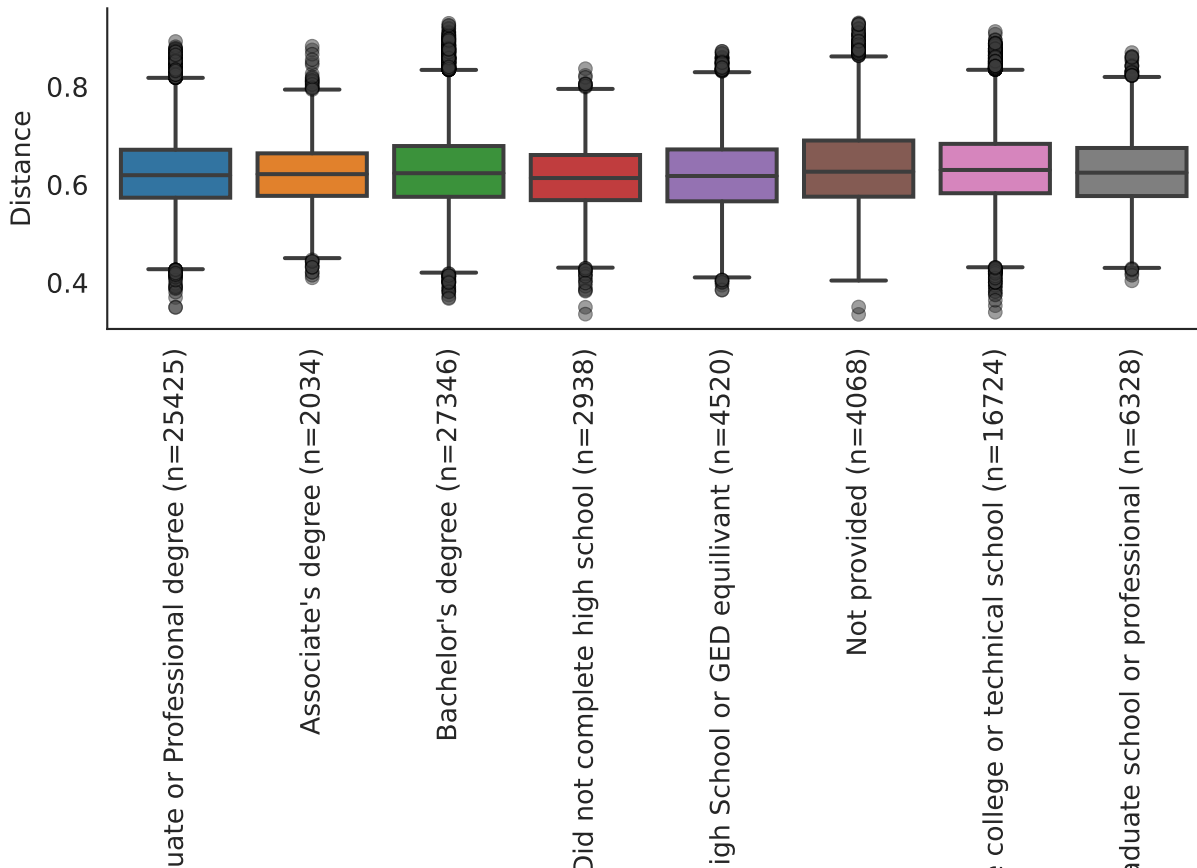 Distance
0.8
0.6
0.4
uate or Professional degree (n=25425)
Associate's degree (n=2034)
Bachelor's degree (n=27346)
Did not complete high school (n=2938)
igh School or GED equilivant (n=4520)
Not provided (n=4068)
e college or technical school (n=16724)
aduate school or professional (n=6328)